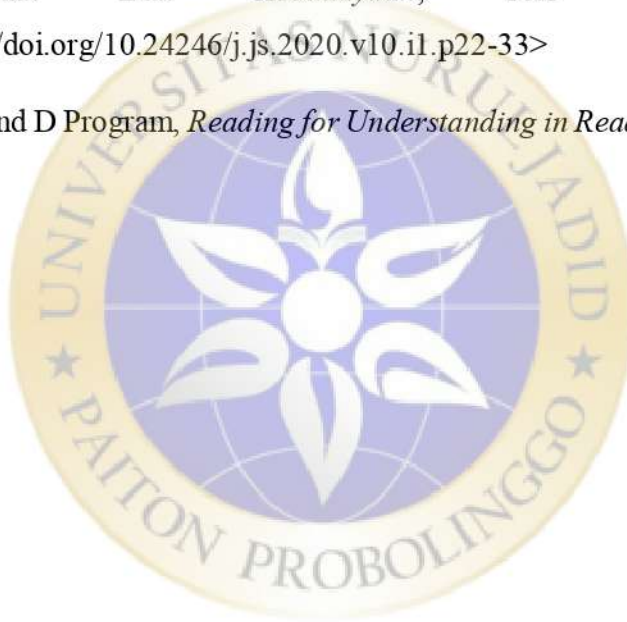 /doi.org/10.24246/j.js.2020.v10.i1.p22-33>
nd D Program, Reading for Understanding in Read
UNIVERSITAS NURUL JADID
★ PAITON PROBOLINGGO ★